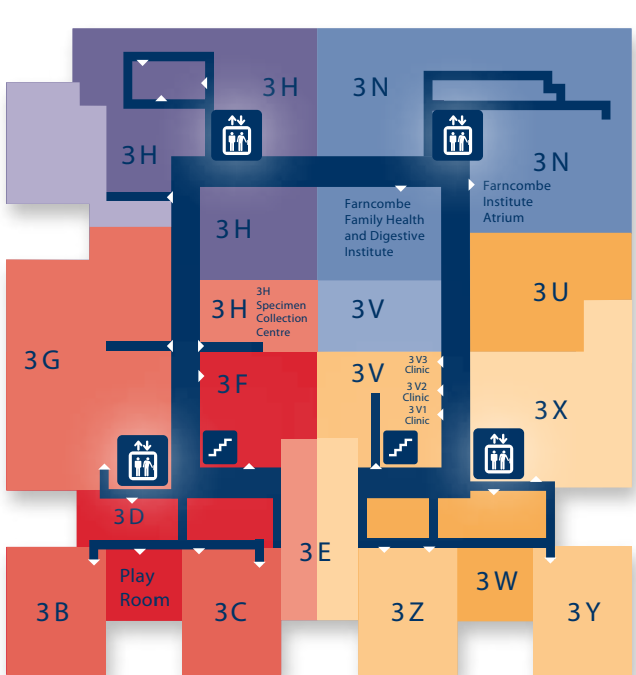 3H
3N
3H
3N
Farncombe
Institute
Atrium
3H
Farncombe
Family Health
and Digestive
Institute
3U
3H
3H
Specimen
Collection
Centre
3V
3G
3F
3V
3V3
Clinic
3V2
Clinic
3V1
Clinic
3X
3D
3E
Play
Room
3W
3B
3C
3Z
3Y